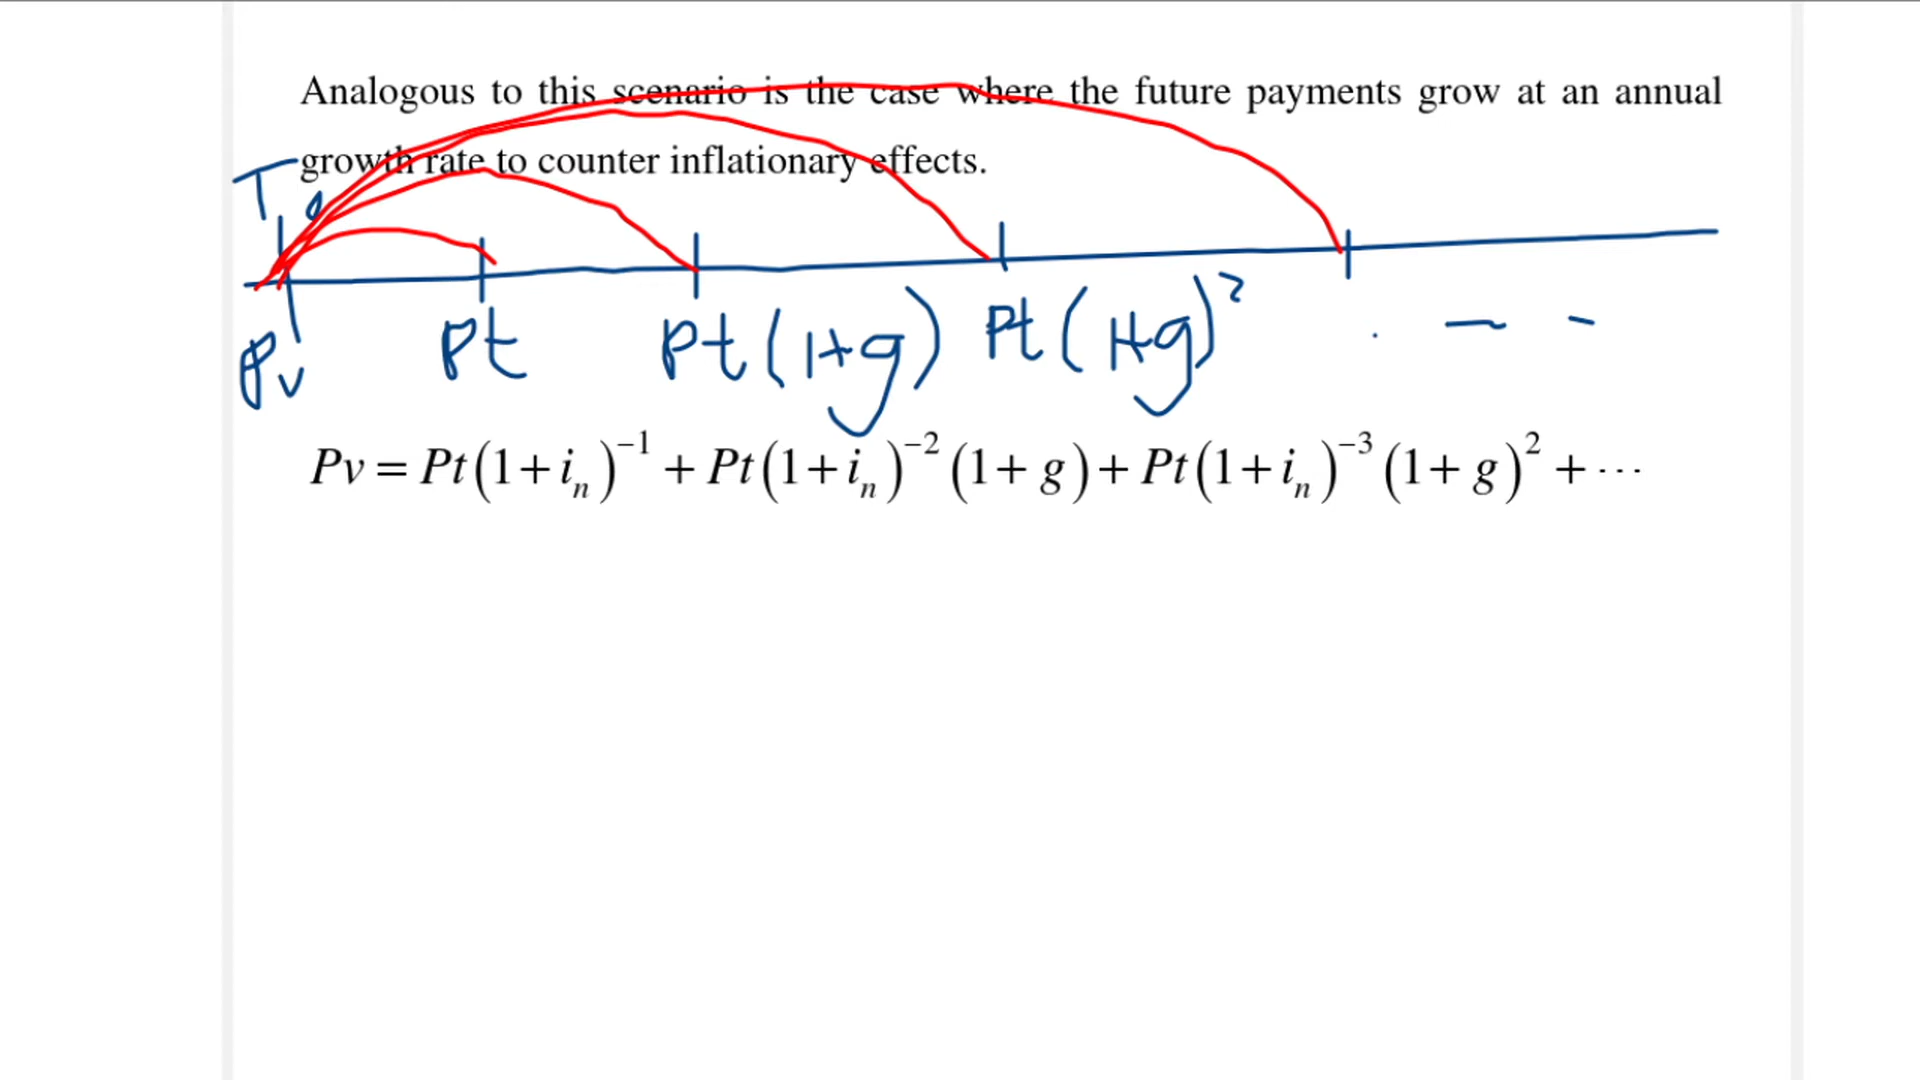 Analogous to this scenario is the case where the future payments grow at an annual
growth rate to counter inflationary effects.
T0
Pv Pt Pt(1+g) Pt(1+g)² . – -
Pv = Pt(1+iₙ)⁻¹ + Pt(1+iₙ)⁻²(1+g) + Pt(1+iₙ)⁻³(1+g)² + ⋯